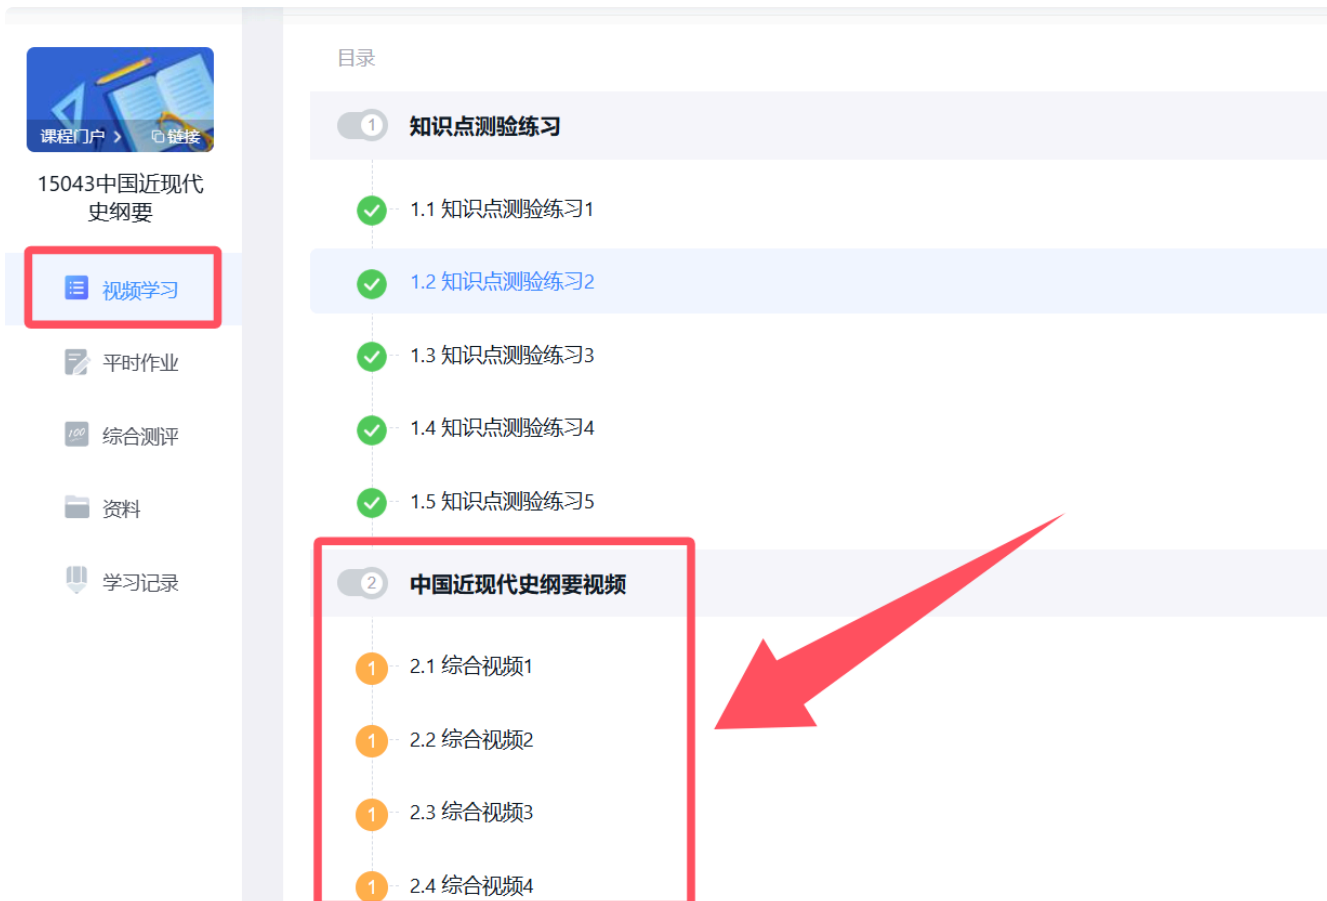 课程门户 > 链接
15043中国近现代
史纲要
视频学习
平时作业
100 综合测评
资料
学习记录
目录
1 知识点测验练习
1.1 知识点测验练习1
1.2 知识点测验练习2
1.3 知识点测验练习3
1.4 知识点测验练习4
1.5 知识点测验练习5
2 中国近现代史纲要视频
1 2.1 综合视频1
1 2.2 综合视频2
1 2.3 综合视频3
1 2.4 综合视频4